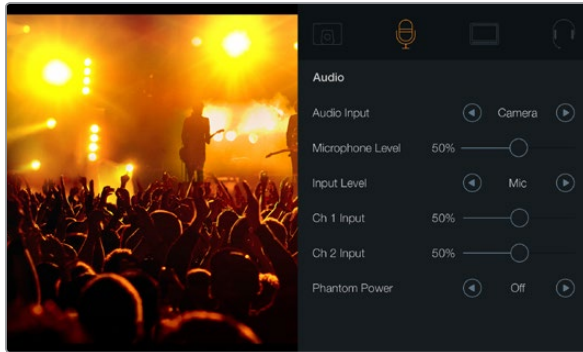 Audio
Audio Input Camera
Microphone Level 50%
Input Level Mic
Ch 1 Input 50%
Ch 2 Input 50%
Phantom Power Off